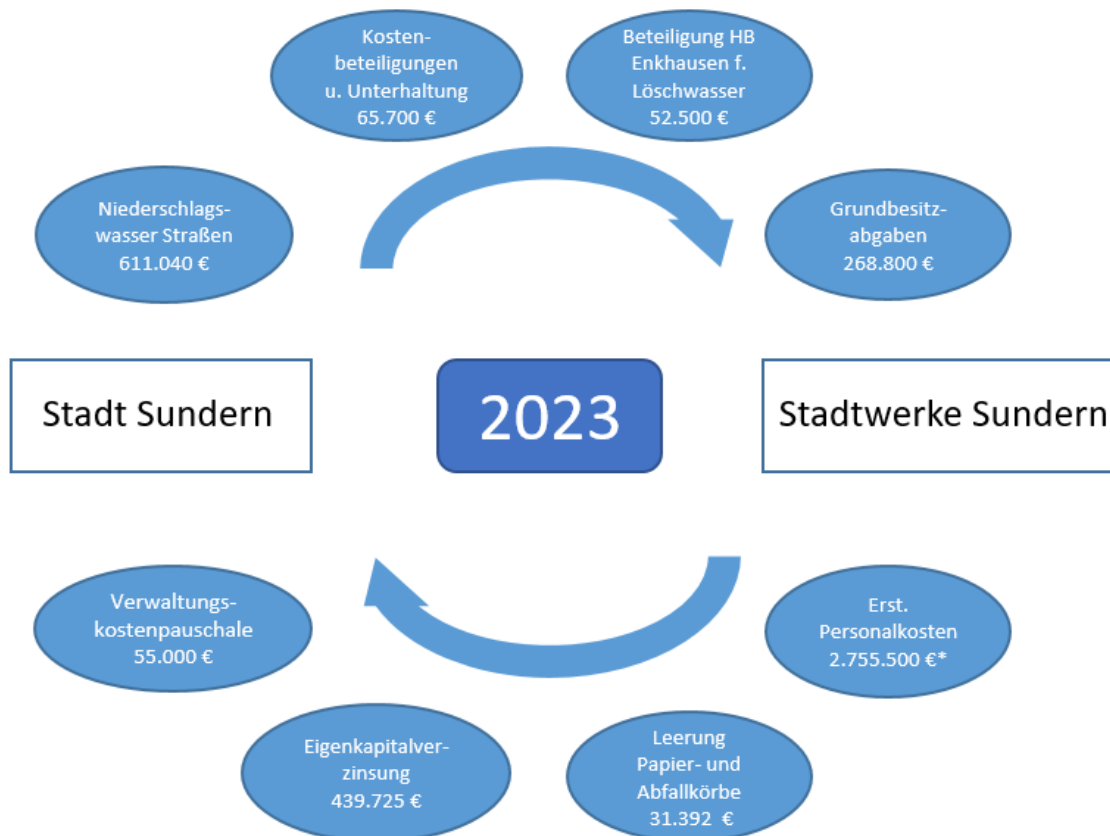 Kosten-
beteiligungen
u. Unterhaltung
65.700 €
Beteiligung HB
Enkhausen f.
Löschwasser
52.500 €
Niederschlags-
wasser Straßen
611.040 €
Grundbesitz-
abgaben
268.800 €
Stadt Sundern
2023
Stadtwerke Sundern
Verwaltungs-
kostenpauschale
55.000 €
Erst.
Personalkosten
2.755.500 €*
Eigenkapitalver-
zinsung
439.725 €
Leerung
Papier- und
Abfallkörbe
31.392 €